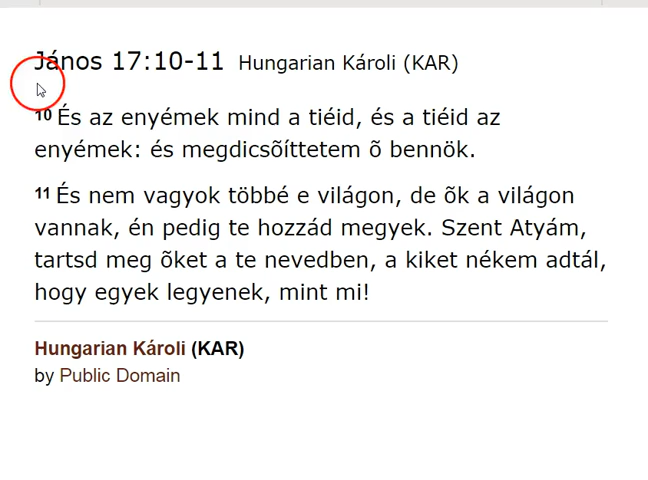 János 17:10-11 Hungarian Károli (KAR)
10 És az enyémek mind a tiéid, és a tiéid az
enyémek: és megdicsõíttetem õ bennök.
11 És nem vagyok többé e világon, de õk a világon
vannak, én pedig te hozzád megyek. Szent Atyám,
tartsd meg õket a te nevedben, a kiket nékem adtál,
hogy egyek legyenek, mint mi!
Hungarian Károli (KAR)
by Public Domain